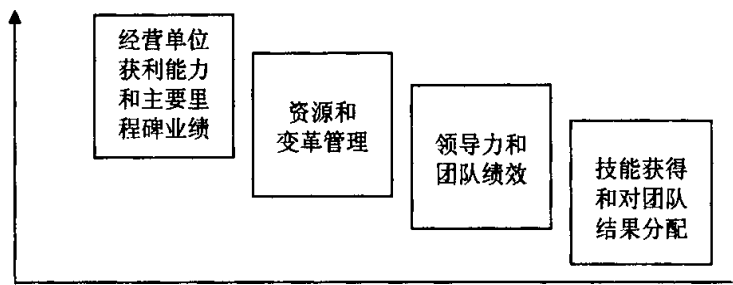 经营单位
获利能力
和主要里
程碑业绩
资源和
变革管理
领导力和
团队绩效
技能获得
和对团队
结果分配